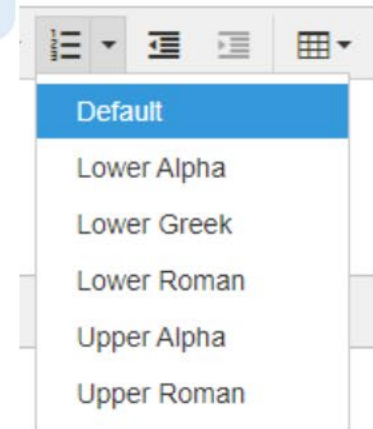 Default
Lower Alpha
Lower Greek
Lower Roman
Upper Alpha
Upper Roman